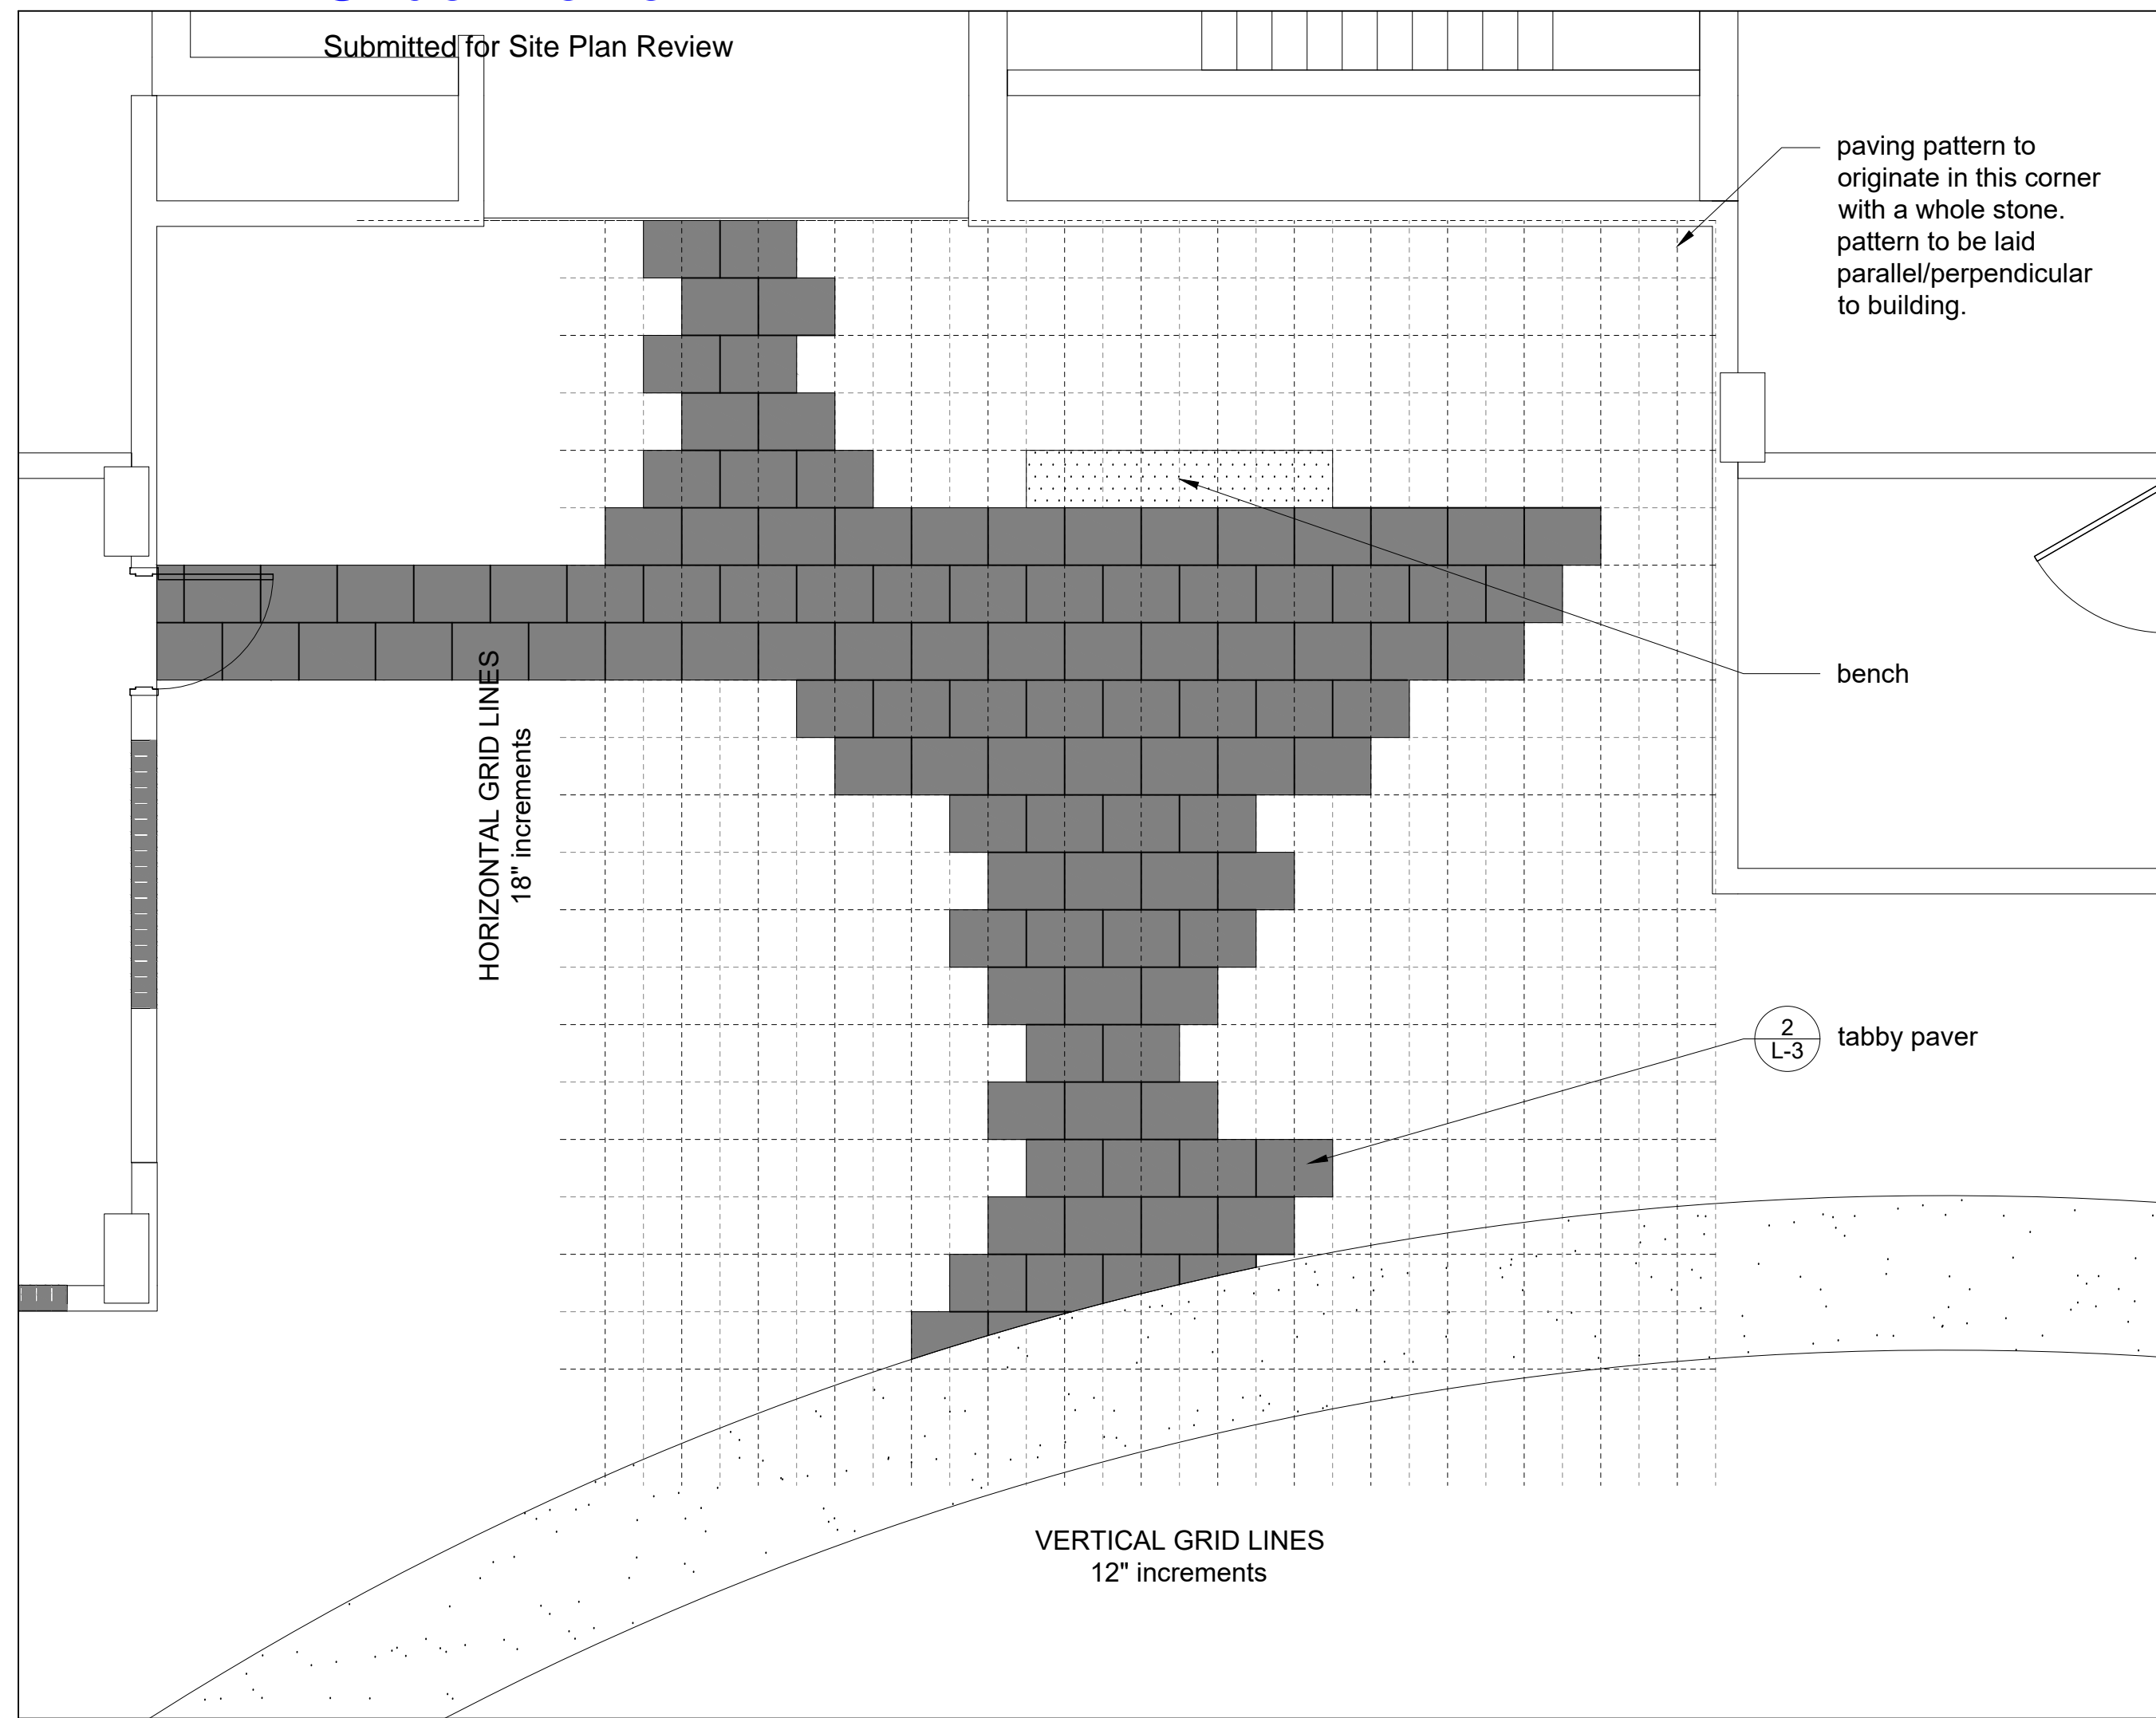 Submitted for Site Plan Review
paving pattern to
originate in this corner
with a whole stone.
pattern to be laid
parallel/perpendicular
to building.
bench
HORIZONTAL GRID LINES
18" increments
2
L-3
tabby paver
VERTICAL GRID LINES
12" increments